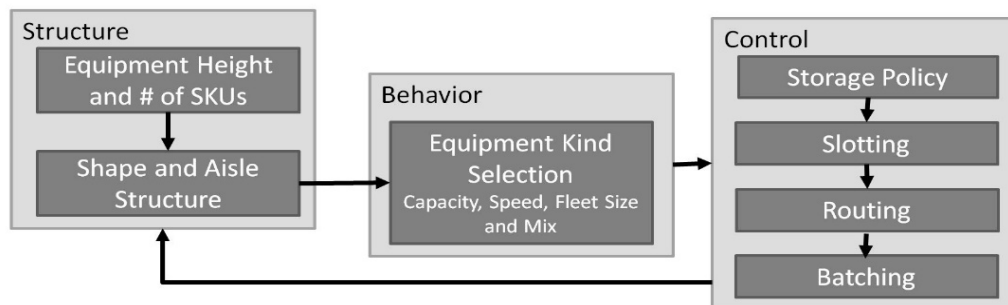 Structure
Equipment Height
and # of SKUs
Shape and Aisle
Structure
Behavior
Equipment Kind
Selection
Capacity, Speed, Fleet Size
and Mix
Control
Storage Policy
Slotting
Routing
Batching